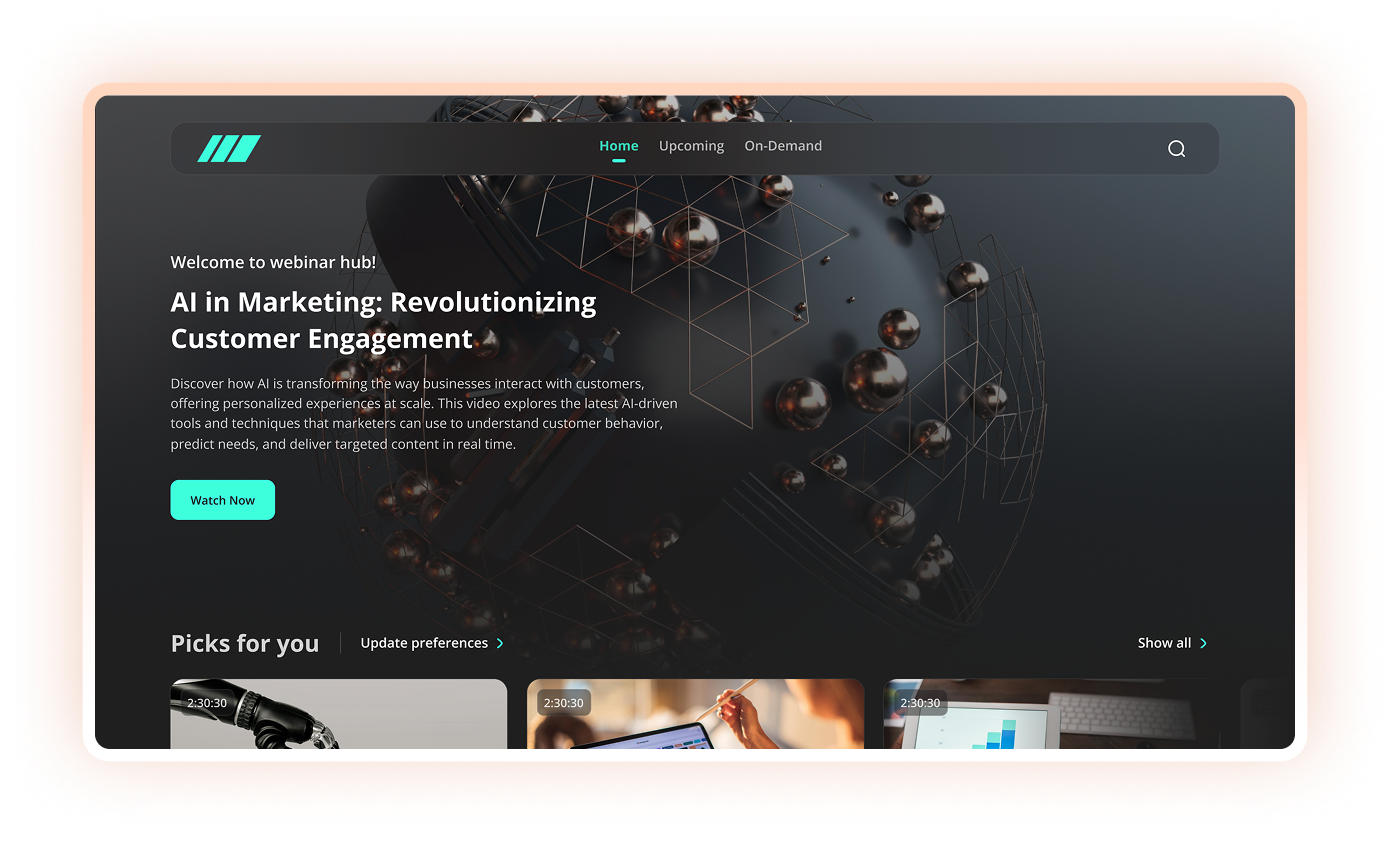 Home Upcoming On-Demand
Welcome to webinar hub!
AI in Marketing: Revolutionizing
Customer Engagement
Discover how AI is transforming the way businesses interact with customers,
offering personalized experiences at scale. This video explores the latest AI-driven
tools and techniques that marketers can use to understand customer behavior,
predict needs, and deliver targeted content in real time.
Watch Now
Picks for you Update preferences Show all
2:30:30 2:30:30 2:30:30